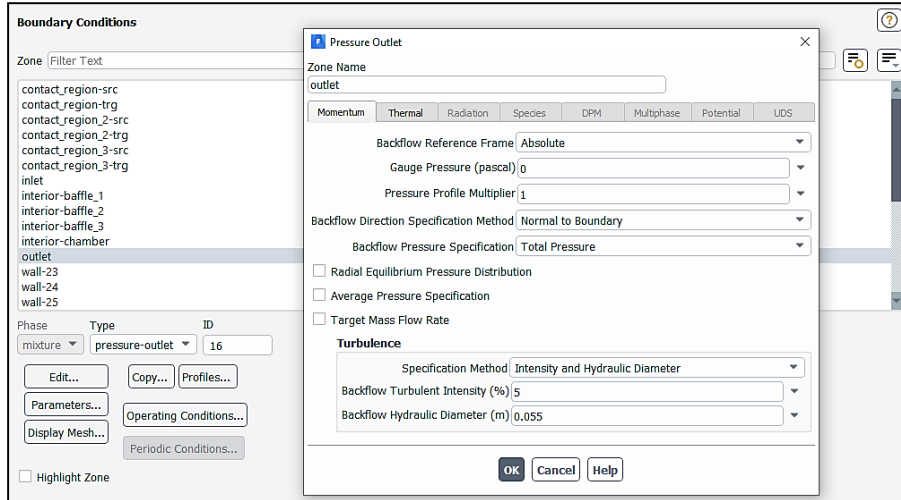 Boundary Conditions
?
Zone Filter Text
contact_region-src
contact_region-trg
contact_region_2-src
contact_region_2-trg
contact_region_3-src
contact_region_3-trg
inlet
interior-baffle_1
interior-baffle_2
interior-baffle_3
interior-chamber
outlet
wall-23
wall-24
wall-25
Phase Type ID
mixture pressure-outlet 16
Edit... Copy... Profiles...
Parameters... Operating Conditions...
Display Mesh...
Periodic Conditions...
Highlight Zone
Pressure Outlet
Zone Name
outlet
Momentum Thermal Radiation Species DPM Multiphase Potential UDS
Backflow Reference Frame Absolute
Gauge Pressure (pascal) 0
Pressure Profile Multiplier 1
Backflow Direction Specification Method Normal to Boundary
Backflow Pressure Specification Total Pressure
Radial Equilibrium Pressure Distribution
Average Pressure Specification
Target Mass Flow Rate
Turbulence
Specification Method Intensity and Hydraulic Diameter
Backflow Turbulent Intensity (%) 5
Backflow Hydraulic Diameter (m) 0.055
OK Cancel Help